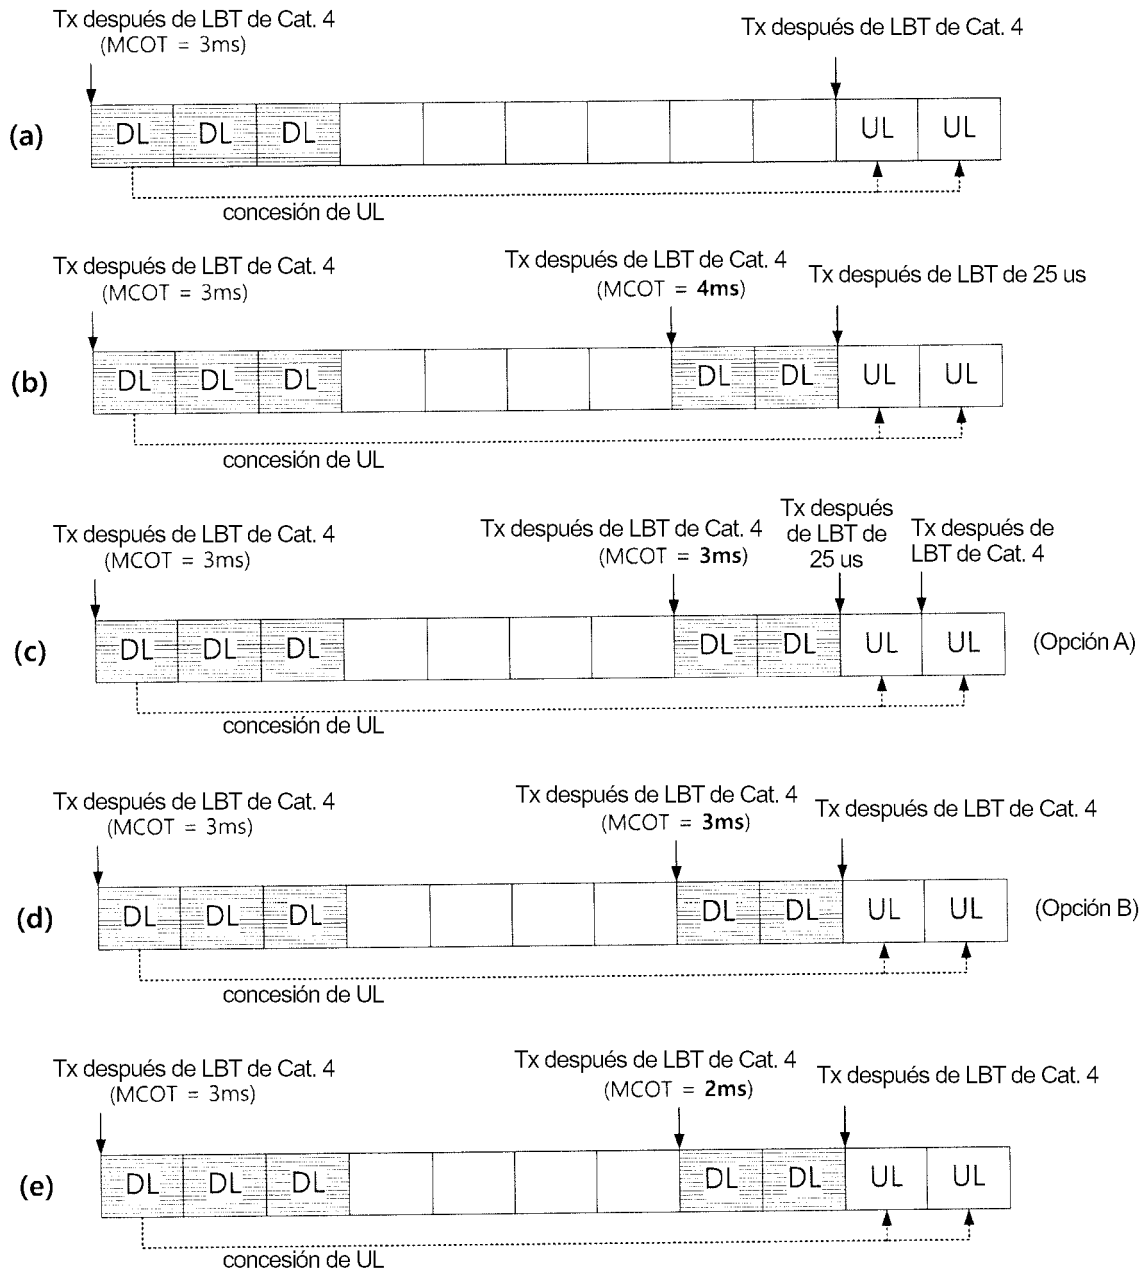 Tx después de LBT de Cat. 4
(MCOT = 3ms)
Tx después de LBT de Cat. 4
(a)
DL DL DL UL UL
concesión de UL
Tx después de LBT de Cat. 4
(MCOT = 3ms)
Tx después de LBT de Cat. 4
(MCOT = 4ms)
Tx después de LBT de 25 us
(b)
DL DL DL DL DL UL UL
concesión de UL
Tx después de LBT de Cat. 4
(MCOT = 3ms)
Tx después de LBT de Cat. 4
(MCOT = 3ms)
Tx después
de LBT de
25 us
Tx después de
LBT de Cat. 4
(c)
DL DL DL DL DL UL UL
(Opción A)
concesión de UL
Tx después de LBT de Cat. 4
(MCOT = 3ms)
Tx después de LBT de Cat. 4
(MCOT = 3ms)
Tx después de LBT de Cat. 4
(d)
DL DL DL DL DL UL UL
(Opción B)
concesión de UL
Tx después de LBT de Cat. 4
(MCOT = 3ms)
Tx después de LBT de Cat. 4
(MCOT = 2ms)
Tx después de LBT de Cat. 4
(e)
DL DL DL DL DL UL UL
concesión de UL